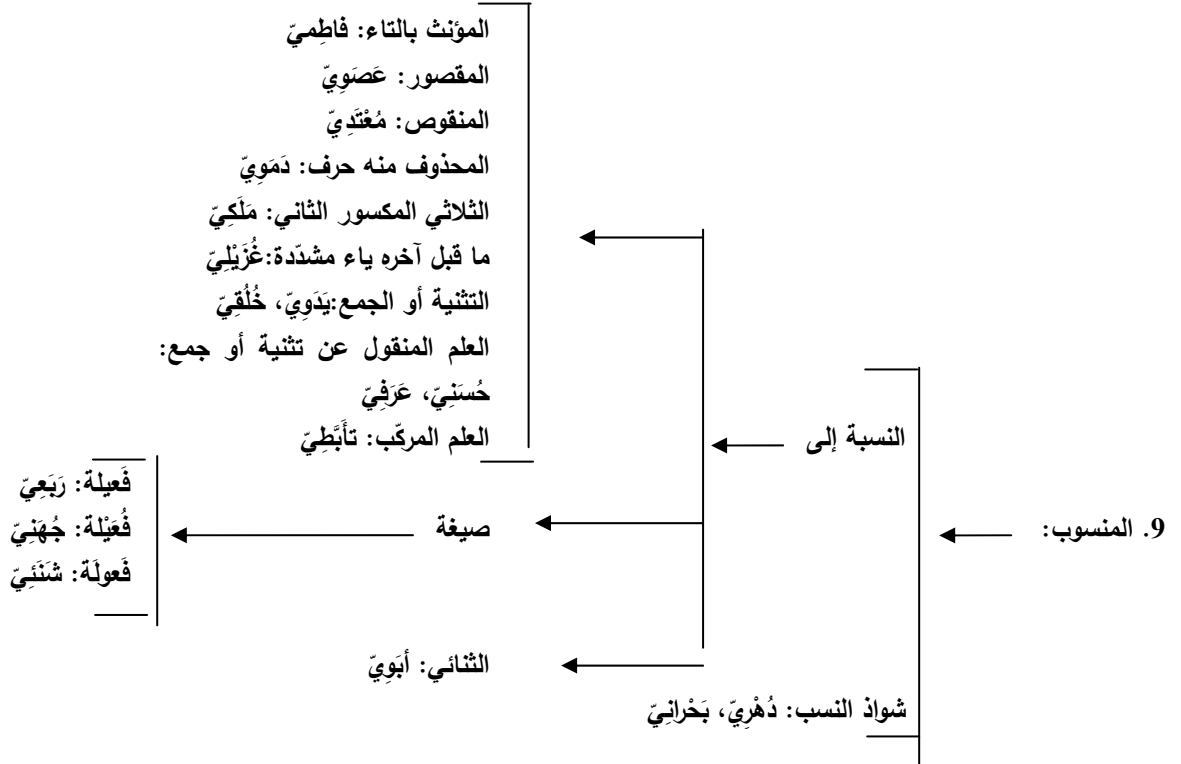 9. المنسوب:
النسبة إلى
المؤنث بالتاء: فاطِميّ
المقصور: عَصَوِيّ
المنقوص: مُعْتَدِيّ
المحذوف منه حرف: دَمَوِيّ
الثلاثي المكسور الثاني: مَلَكِيّ
ما قبل آخره ياء مشدّدة:غُزَيْلِيّ
التثنية أو الجمع:يَدَوِيّ، خُلُقِيّ
العلم المنقول عن تثنية أو جمع:
حُسَنِيّ، عَرَفِيّ
العلم المركّب: تأَبَّطِيّ
صيغة
فَعيلة: رَبَعِيّ
فُعَيْلة: جُهَنِيّ
فَعولَة: شَنَئِيّ
الثنائي: أبَوِيّ
شواذ النسب: دُهْرِيّ، بَحْرانِيّ